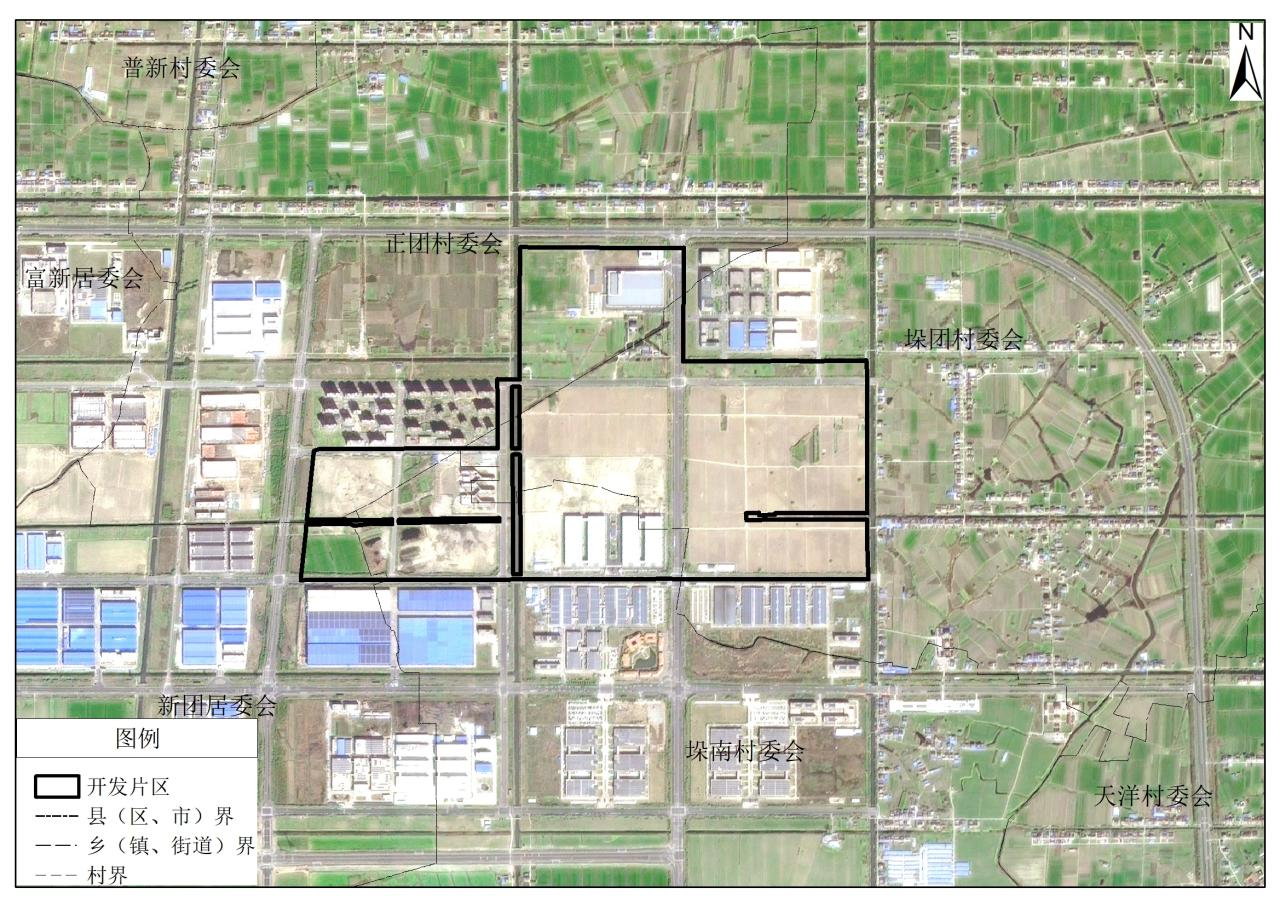 N
普新村委会
正团村委会
富新居委会
垛团村委会
新团居委会
垛南村委会
天洋村委会
图例
开发片区
县（区、市）界
乡（镇、街道）界
村界